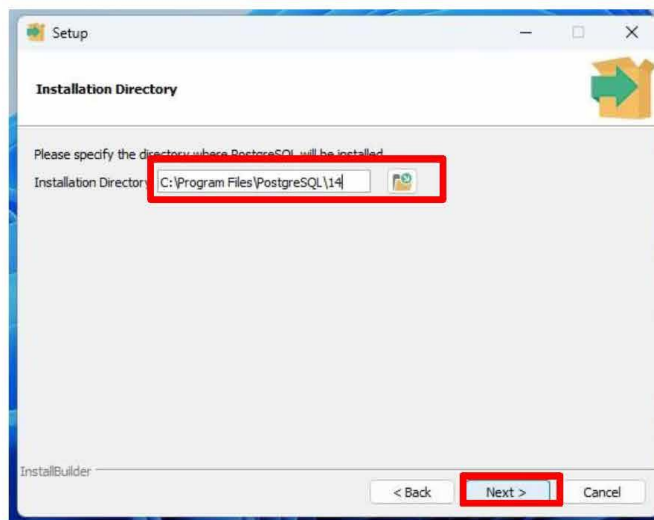 Setup
Installation Directory
Please specify the directory where PostgreSQL will be installed
Installation Directory C:\Program Files\PostgreSQL\14
InstallBuilder
< Back Next > Cancel